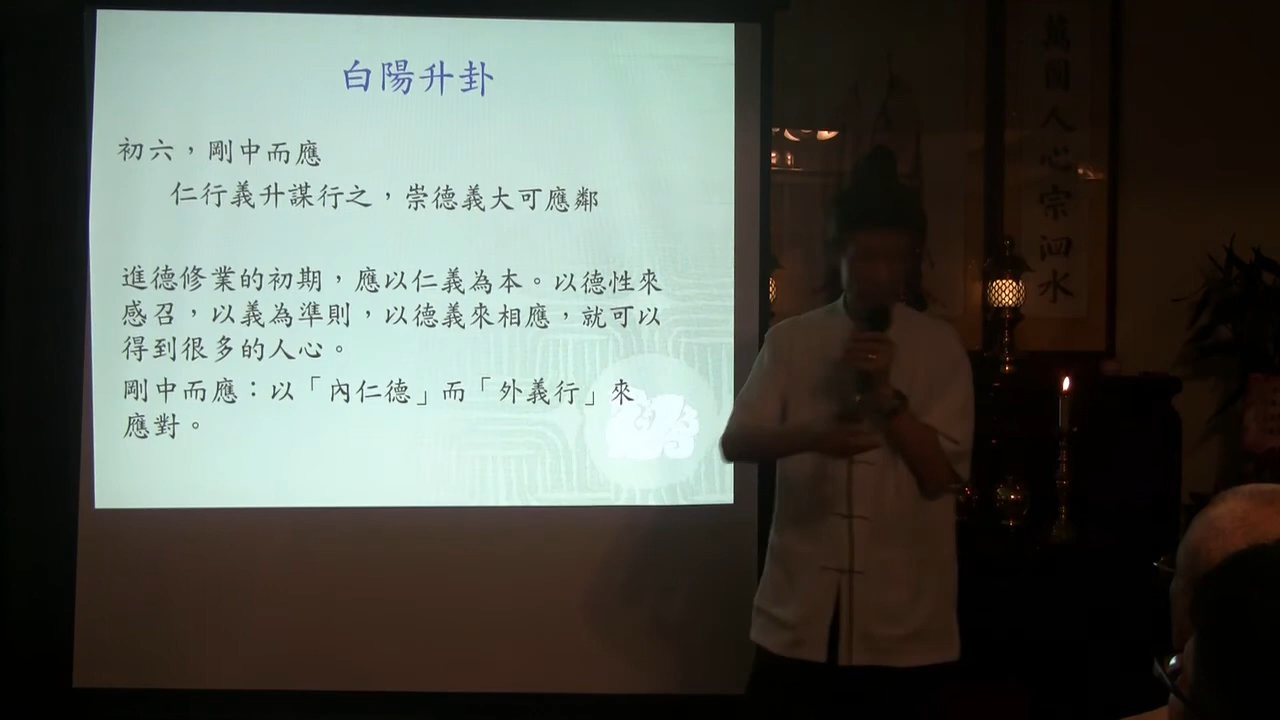 白陽升卦
初六，剛中而應
仁行義升謀行之，崇德義大可應鄰
進德修業的初期，應以仁義為本。以德性來
感召，以義為準則，以德義來相應，就可以
得到很多的人心。
剛中而應：以「內仁德」而「外義行」來
應對。
萬國人心宗泗水